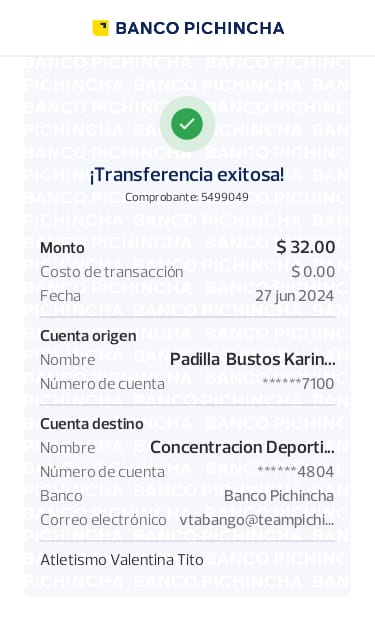 BANCO PICHINCHA
¡Transferencia exitosa!
Comprobante: 5499049
Monto $ 32.00
Costo de transacción $ 0.00
Fecha 27 jun 2024
Cuenta origen
Nombre Padilla Bustos Karin...
Número de cuenta ******7100
Cuenta destino
Nombre Concentracion Deporti...
Número de cuenta ******4804
Banco Banco Pichincha
Correo electrónico vtabango@teampichi...
Atletismo Valentina Tito